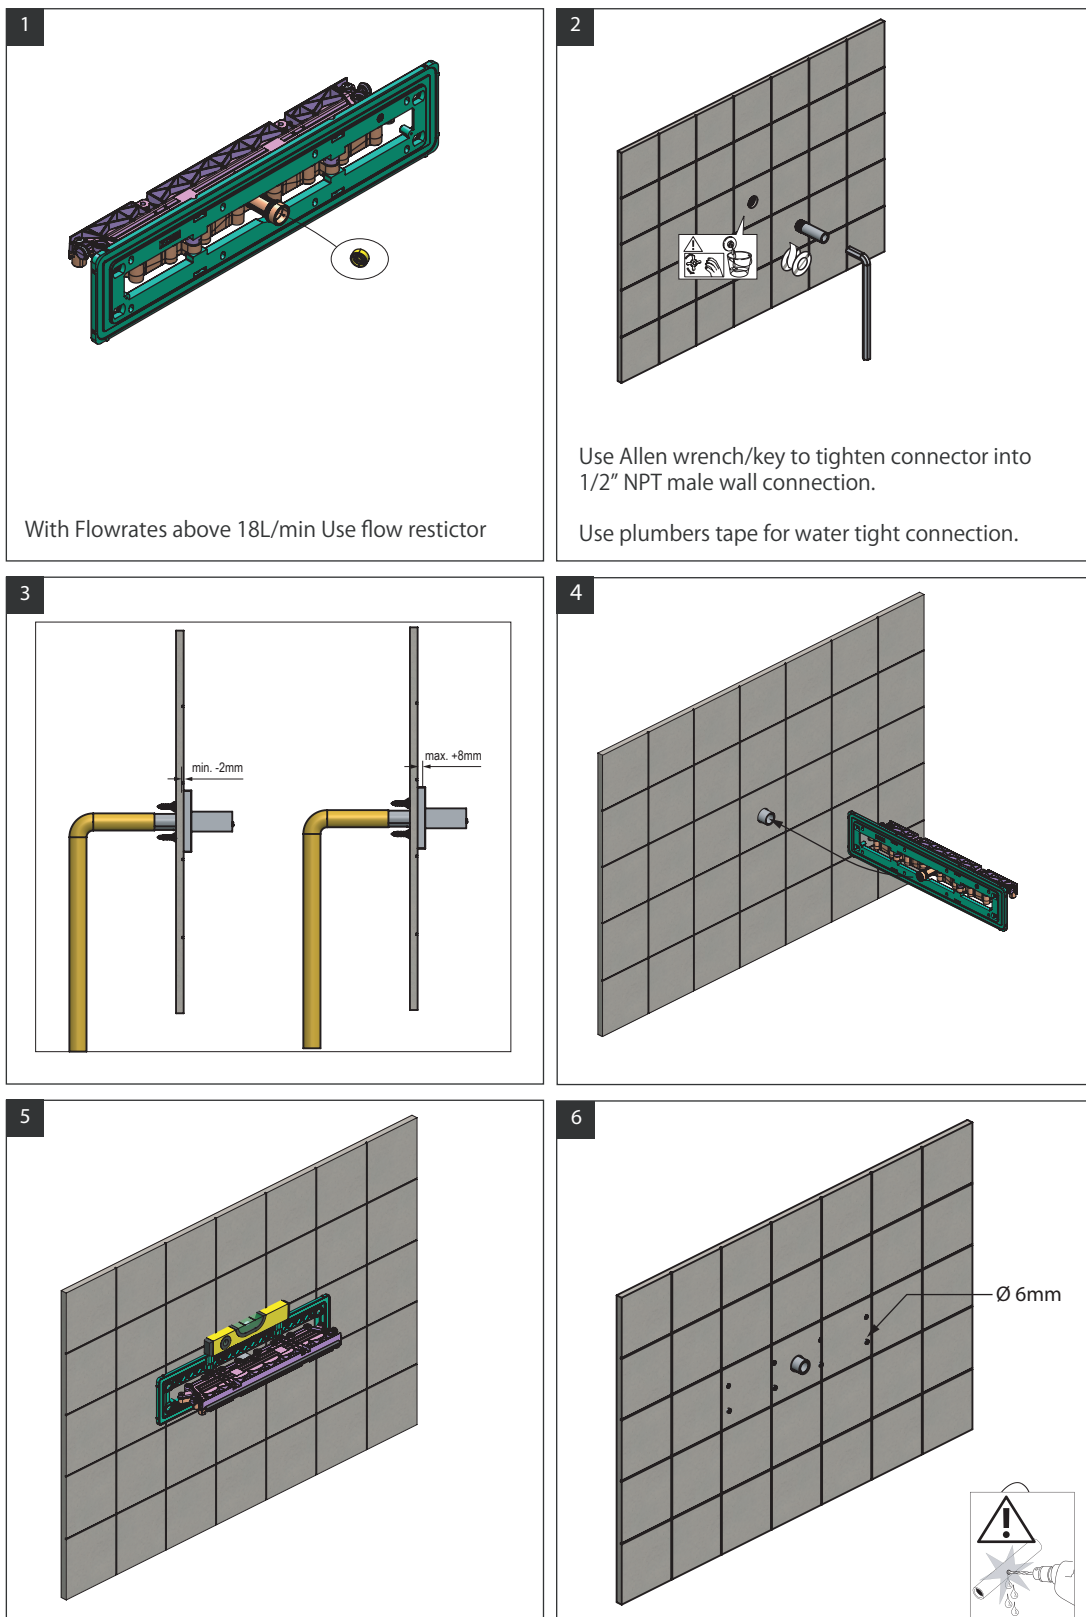 1
With Flowrates above 18L/min Use flow restictor
2
Use Allen wrench/key to tighten connector into
1/2” NPT male wall connection.
Use plumbers tape for water tight connection.
3
min. -2mm
max. +8mm
4
5
6
Ø 6mm